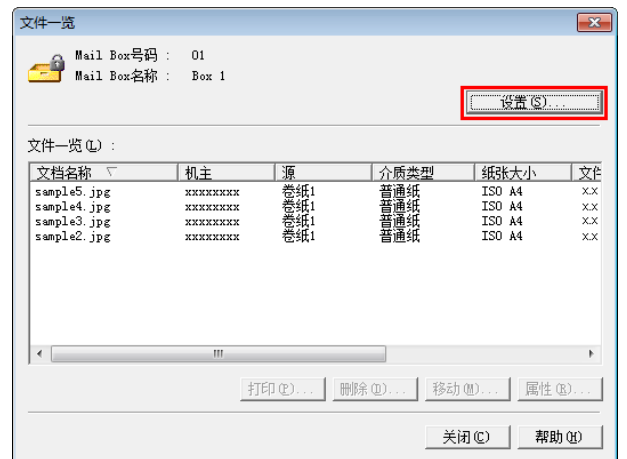 文件一览
Mail Box号码 : 01
Mail Box名称 : Box 1
设置(S)...
文件一览(L) :
文档名称 机主 源 介质类型 纸张大小 文件
sample5.jpg xxxxxxxx 卷纸1 普通纸 ISO A4 x.x
sample4.jpg xxxxxxxx 卷纸1 普通纸 ISO A4 x.x
sample3.jpg xxxxxxxx 卷纸1 普通纸 ISO A4 x.x
sample2.jpg xxxxxxxx 卷纸1 普通纸 ISO A4 x.x
打印(P)... 删除(D)... 移动(M)... 属性(R)...
关闭(C) 帮助(H)